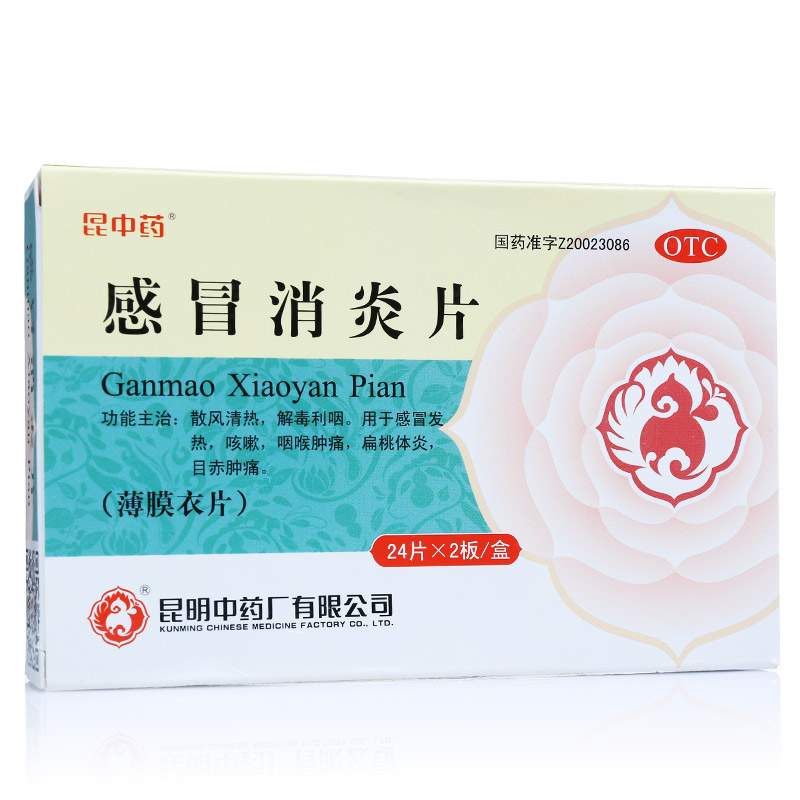 昆中药®
国药准字Z20023086
OTC
感冒消炎片
Ganmao Xiaoyan Pian
功能主治：散风清热，解毒利咽。用于感冒发
热，咳嗽，咽喉肿痛，扁桃体炎，
目赤肿痛。
（薄膜衣片）
24片×2板/盒
®
昆明中药厂有限公司
KUNMING CHINESE MEDICINE FACTORY CO., LTD.